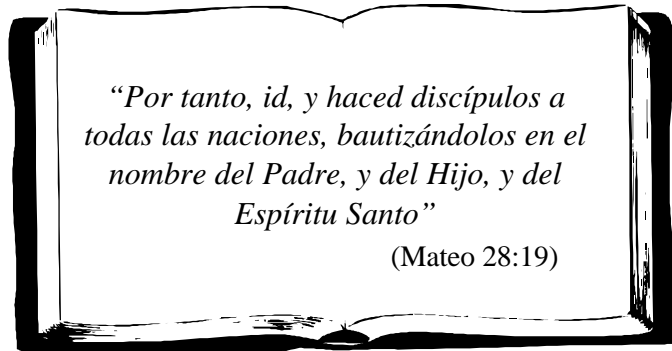 “Por tanto, id, y haced discípulos a
todas las naciones, bautizándolos en el
nombre del Padre, y del Hijo, y del
Espíritu Santo”
(Mateo 28:19)